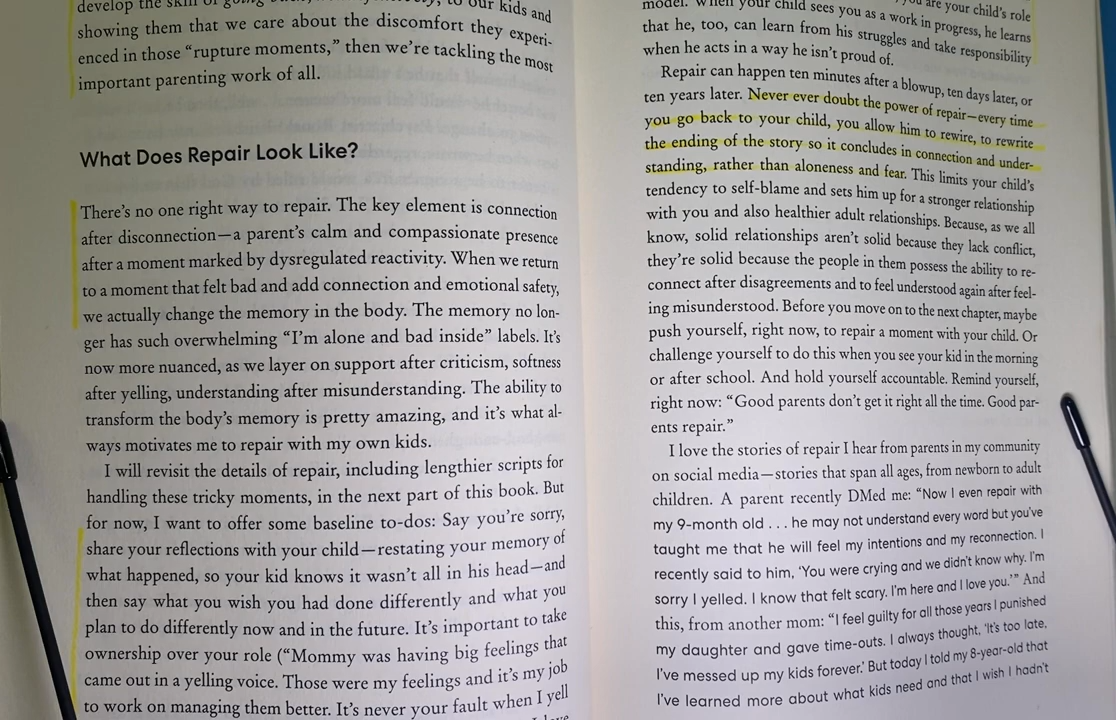 develop the skill of going back, to our kids and
showing them that we care about the discomfort they experi-
enced in those “rupture moments,” then we’re tackling the most
important parenting work of all.
What Does Repair Look Like?
There’s no one right way to repair. The key element is connection
after disconnection—a parent’s calm and compassionate presence
after a moment marked by dysregulated reactivity. When we return
to a moment that felt bad and add connection and emotional safety,
we actually change the memory in the body. The memory no lon-
ger has such overwhelming “I’m alone and bad inside” labels. It’s
now more nuanced, as we layer on support after criticism, softness
after yelling, understanding after misunderstanding. The ability to
transform the body’s memory is pretty amazing, and it’s what al-
ways motivates me to repair with my own kids.
I will revisit the details of repair, including lengthier scripts for
handling these tricky moments, in the next part of this book. But
for now, I want to offer some baseline to-dos: Say you’re sorry,
share your reflections with your child—restating your memory of
what happened, so your kid knows it wasn’t all in his head—and
then say what you wish you had done differently and what you
plan to do differently now and in the future. It’s important to take
ownership over your role (“Mommy was having big feelings that
came out in a yelling voice. Those were my feelings and it’s my job
to work on managing them better. It’s never your fault when I yell
you are your child’s role
model. When your child sees you as a work in progress, he learns
that he, too, can learn from his struggles and take responsibility
when he acts in a way he isn’t proud of.
Repair can happen ten minutes after a blowup, ten days later, or
ten years later. Never ever doubt the power of repair—every time
you go back to your child, you allow him to rewire, to rewrite
the ending of the story so it concludes in connection and under-
standing, rather than aloneness and fear. This limits your child’s
tendency to self-blame and sets him up for a stronger relationship
with you and also healthier adult relationships. Because, as we all
know, solid relationships aren’t solid because they lack conflict,
they’re solid because the people in them possess the ability to re-
connect after disagreements and to feel understood again after feel-
ing misunderstood. Before you move on to the next chapter, maybe
push yourself, right now, to repair a moment with your child. Or
challenge yourself to do this when you see your kid in the morning
or after school. And hold yourself accountable. Remind yourself,
right now: “Good parents don’t get it right all the time. Good par-
ents repair.”
I love the stories of repair I hear from parents in my community
on social media—stories that span all ages, from newborn to adult
children. A parent recently DMed me: “Now I even repair with
my 9-month old . . . he may not understand every word but you’ve
taught me that he will feel my intentions and my reconnection. I
recently said to him, ‘You were crying and we didn’t know why. I’m
sorry I yelled. I know that felt scary. I’m here and I love you.’” And
this, from another mom: “I feel guilty for all those years I punished
my daughter and gave time-outs. I always thought, ‘It’s too late,
I’ve messed up my kids forever.’ But today I told my 8-year-old that
I’ve learned more about what kids need and that I wish I hadn’t